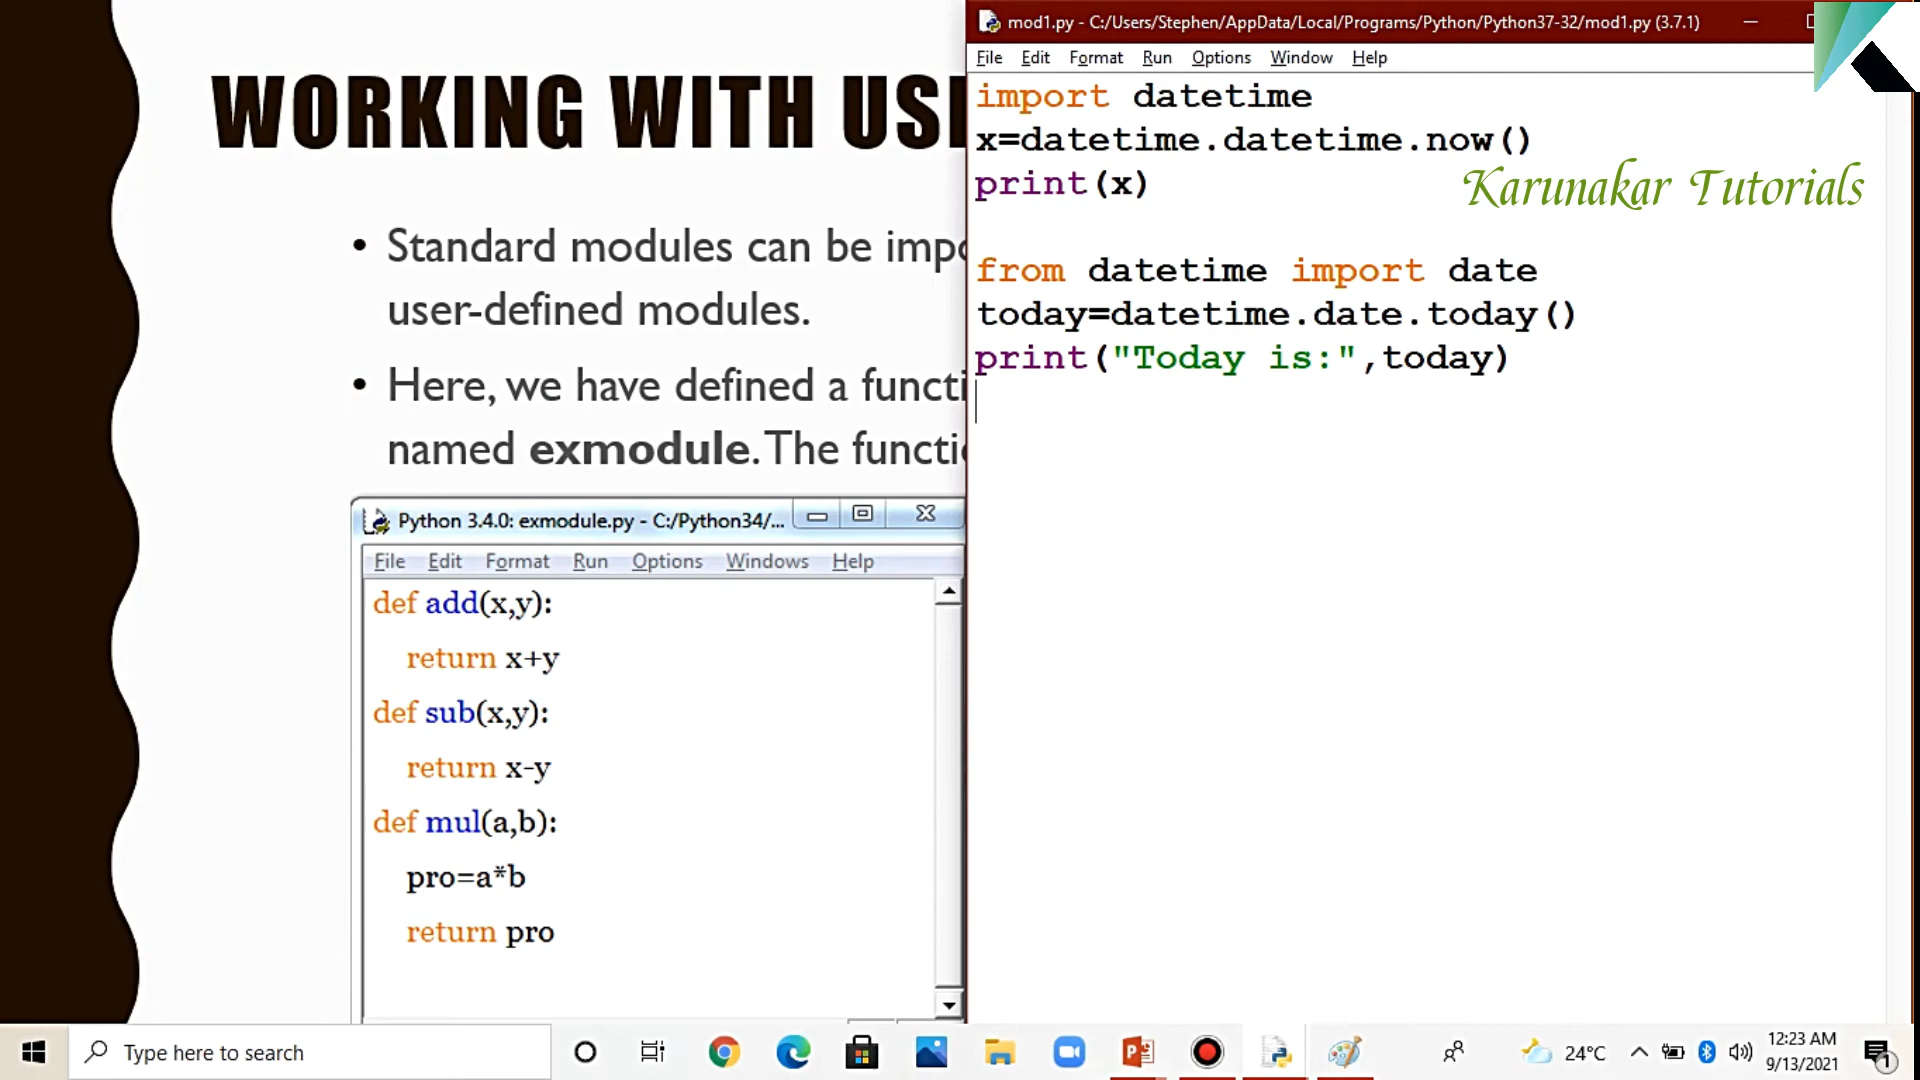 WORKING WITH USE
Standard modules can be impo
user-defined modules.
Here, we have defined a functi
named exmodule. The functi
Python 3.4.0: exmodule.py - C:/Python34/...
File Edit Format Run Options Windows Help
def add(x,y):
return x+y
def sub(x,y):
return x-y
def mul(a,b):
pro=a*b
return pro
mod1.py - C:/Users/Stephen/AppData/Local/Programs/Python/Python37-32/mod1.py (3.7.1)
File Edit Format Run Options Window Help
import datetime
x=datetime.datetime.now()
print(x)
Karunakar Tutorials
from datetime import date
today=datetime.date.today()
print("Today is:",today)
Type here to search
24°C
12:23 AM
9/13/2021
1